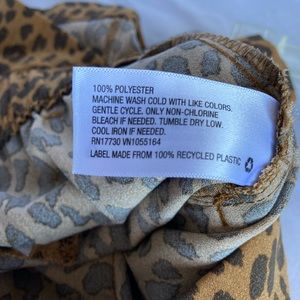 100% POLYESTER
MACHINE WASH COLD WITH LIKE COLORS.
GENTLE CYCLE. ONLY NON-CHLORINE
BLEACH IF NEEDED. TUMBLE DRY LOW.
COOL IRON IF NEEDED.
RN17730 VN1055164
LABEL MADE FROM 100% RECYCLED PLASTIC